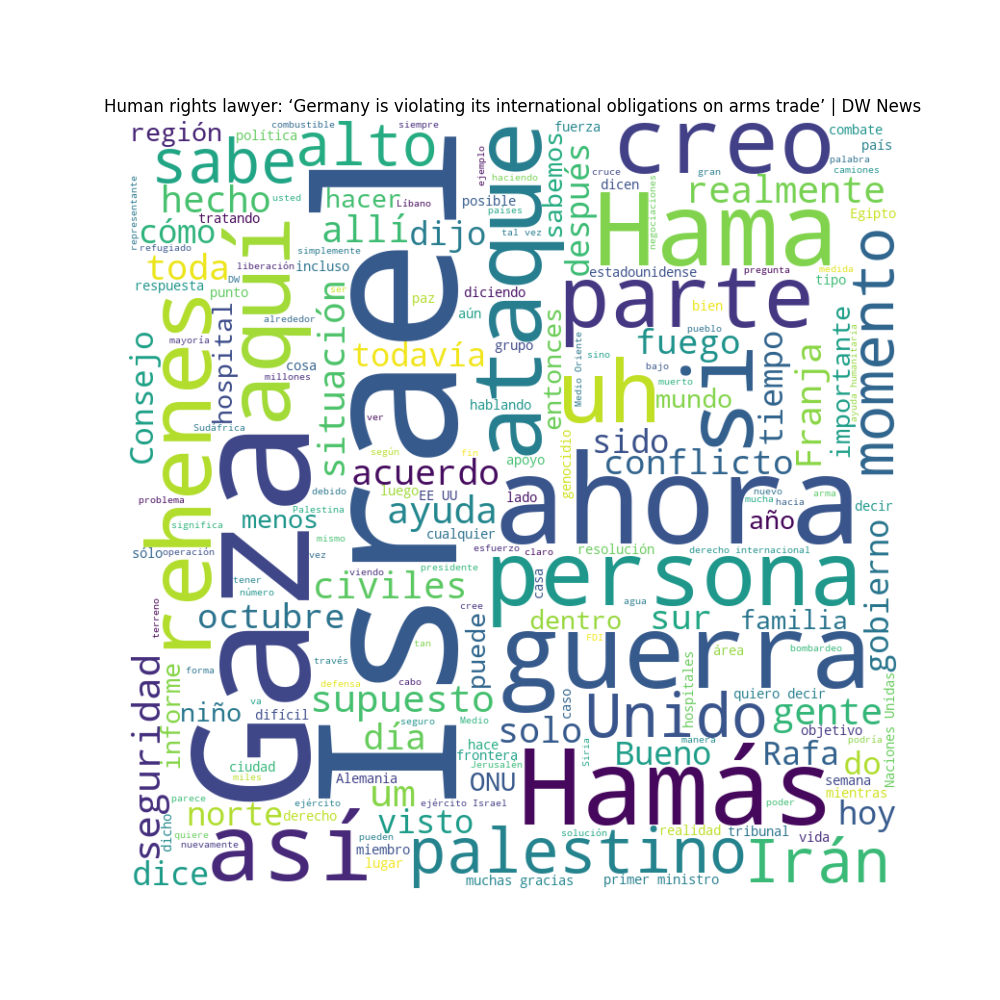 Human rights lawyer: ‘Germany is violating its international obligations on arms trade’ | DW News
combustible
siempre
región
política
alto
sabe
fuerza
creo
combate
país
palabra
camiones
ejemplo
haciendo
sabemos
dicen
cruce
gran
representante
hecho
usted
hacer
Líbano
posible
países
tal vez
después
realmente
negociaciones
Hama
Egipto
tratando
cómo
refugiado
aquí
simplemente
allí
dijo
ataque
Israel
toda
liberación
DW
incluso
respuesta
punto
ser
paz
diciendo
aún
estadounidense
pregunta
medida
tipo
parte
bien
momento
rehenes
hospital
alrededor
mayoría
cosa
millones
situación
todavía
grupo
entonces
Medio Oriente
pueblo
fuego
sino
bajo
si
tiempo
Franja
importante
ayuda humanitaria
Consejo
Sudáfrica
ver
hablando
uh
muerto
mundo
Gaza
según
fin
apoyo
genocidio
sido
conflicto
problema
acuerdo
debido
luego
EE UU
lado
nuevo
hacia
mucha
arma
significa
menos
Palestina
ayuda
cualquier
ahora
año
decir
sólo
operación
vez
mismo
esfuerzo
claro
resolución
derecho internacional
tener
número
viendo
presidente
casa
persona
gobierno
terreno
octubre
civiles
cree
agua
dentro
sur
familia
FDI
puede
tan
guerra
área
bombardeo
seguridad
informe
forma
través
cabo
defensa
supuesto
caso
hospitales
quiero decir
Naciones Unidas
niño
va
difícil
seguro
Medio
solo
Unido
gente
objetivo
podría
día
hace
frontera
Jerusalén
Siria
manera
Bueno
Rafa
do
ciudad
miles
Alemania
ONU
semana
mientras
Hamás
poder
parece
norte
derecho
ejército
um
ejército Israel
hoy
dicho
quiere
nuevamente
así
pueden
visto
miembro
lugar
palestino
solución
realidad
tribunal
vida
Irán
dice
muchas gracias
primer ministro